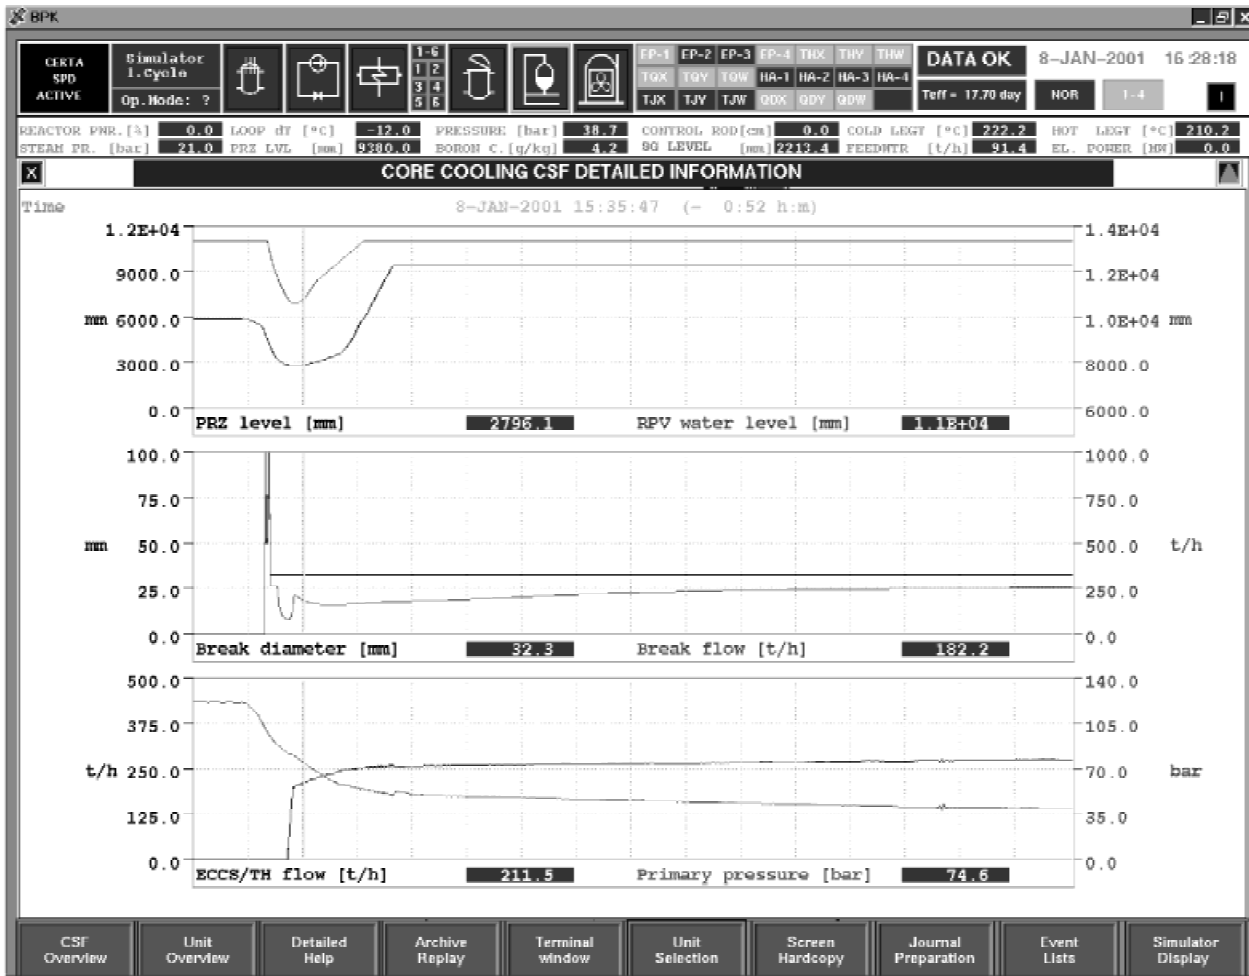 BPK
CERTA SPD ACTIVE
Simulator 1.Cycle
Op.Mode: ?
1-6
1 2
3 4
5 6
EP-1 EP-2 EP-3 EP-4 THX THY THW
TQX TQY TQW HA-1 HA-2 HA-3 HA-4
TJX TJY TJW QDX QDY QDW
DATA OK
Teff = 17.70 day
8-JAN-2001 16:28:18
NOR
1-4
I
REACTOR PWR.[%] 0.0 LOOP dT [°C] -12.0 PRESSURE [bar] 38.7 CONTROL ROD[cm] 0.0 COLD LEGT [°C] 222.2 HOT LEGT [°C] 210.2
STEAM PR. [bar] 21.0 PRZ LVL [mm] 9380.0 BORON C.[g/kg] 4.2 SG LEVEL [mm] 2213.4 FEEDWTR [t/h] 91.4 EL. POWER [MW] 0.0
X CORE COOLING CSF DETAILED INFORMATION
Time 8-JAN-2001 15:35:47 (- 0:52 h:m)
1.2E+04 1.4E+04
9000.0 1.2E+04
mm 6000.0 1.0E+04 mm
3000.0 8000.0
0.0 6000.0
PRZ level [mm] 2796.1 RPV water level [mm] 1.1E+04
100.0 1000.0
75.0 750.0
mm 50.0 500.0 t/h
25.0 250.0
0.0 0.0
Break diameter [mm] 32.3 Break flow [t/h] 182.2
500.0 140.0
375.0 105.0
t/h 250.0 70.0 bar
125.0 35.0
0.0 0.0
ECCS/TH flow [t/h] 211.5 Primary pressure [bar] 74.6
CSF Overview
Unit Overview
Detailed Help
Archive Replay
Terminal window
Unit Selection
Screen Hardcopy
Journal Preparation
Event Lists
Simulator Display